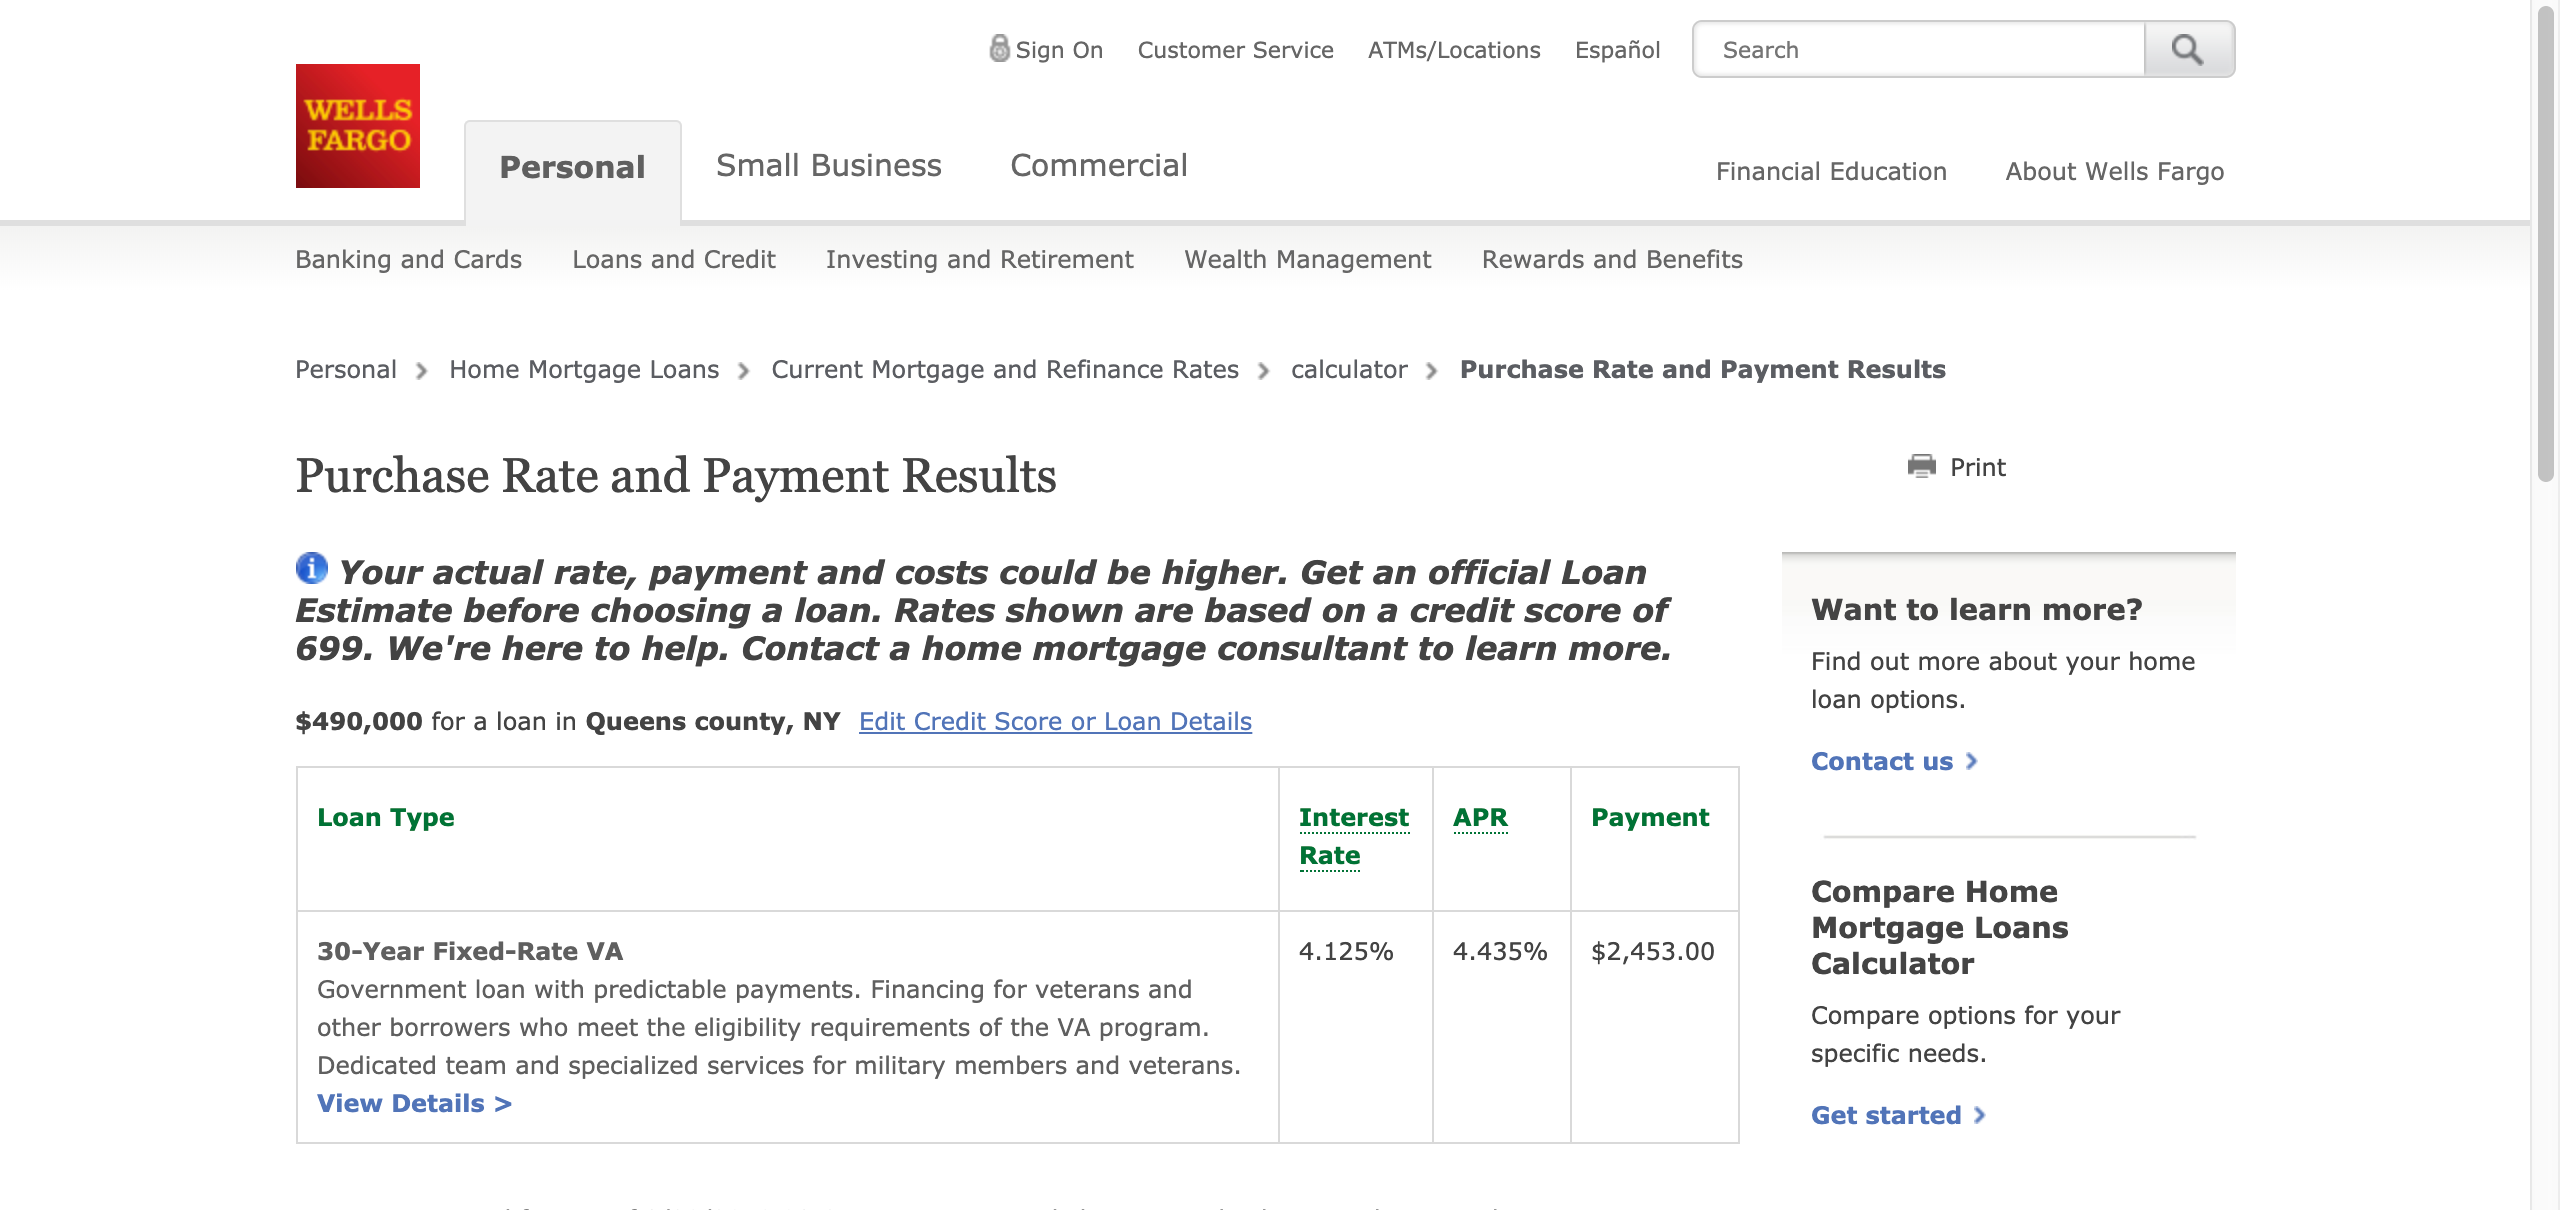 Sign On Customer Service ATMs/Locations Español Search
WELLS
FARGO
Personal Small Business Commercial Financial Education About Wells Fargo
Banking and Cards Loans and Credit Investing and Retirement Wealth Management Rewards and Benefits
Personal Home Mortgage Loans Current Mortgage and Refinance Rates calculator Purchase Rate and Payment Results
Purchase Rate and Payment Results
Print
Your actual rate, payment and costs could be higher. Get an official Loan
Estimate before choosing a loan. Rates shown are based on a credit score of
699. We're here to help. Contact a home mortgage consultant to learn more.
$490,000 for a loan in Queens county, NY Edit Credit Score or Loan Details
Loan Type
Interest
Rate
APR
Payment
30-Year Fixed-Rate VA
Government loan with predictable payments. Financing for veterans and
other borrowers who meet the eligibility requirements of the VA program.
Dedicated team and specialized services for military members and veterans.
View Details >
4.125%
4.435%
$2,453.00
Want to learn more?
Find out more about your home
loan options.
Contact us
Compare Home
Mortgage Loans
Calculator
Compare options for your
specific needs.
Get started